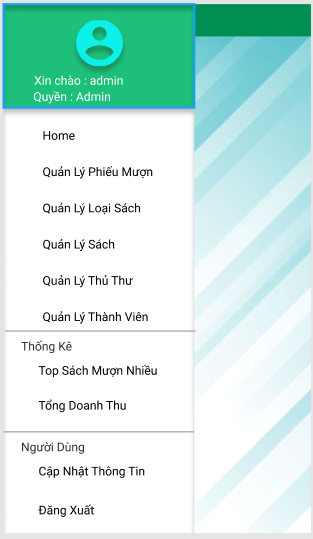 Xin chào : admin
Quyền : Admin
Home
Quản Lý Phiếu Mượn
Quản Lý Loại Sách
Quản Lý Sách
Quản Lý Thủ Thư
Quản Lý Thành Viên
Thống Kê
Top Sách Mượn Nhiều
Tổng Doanh Thu
Người Dùng
Cập Nhật Thông Tin
Đăng Xuất